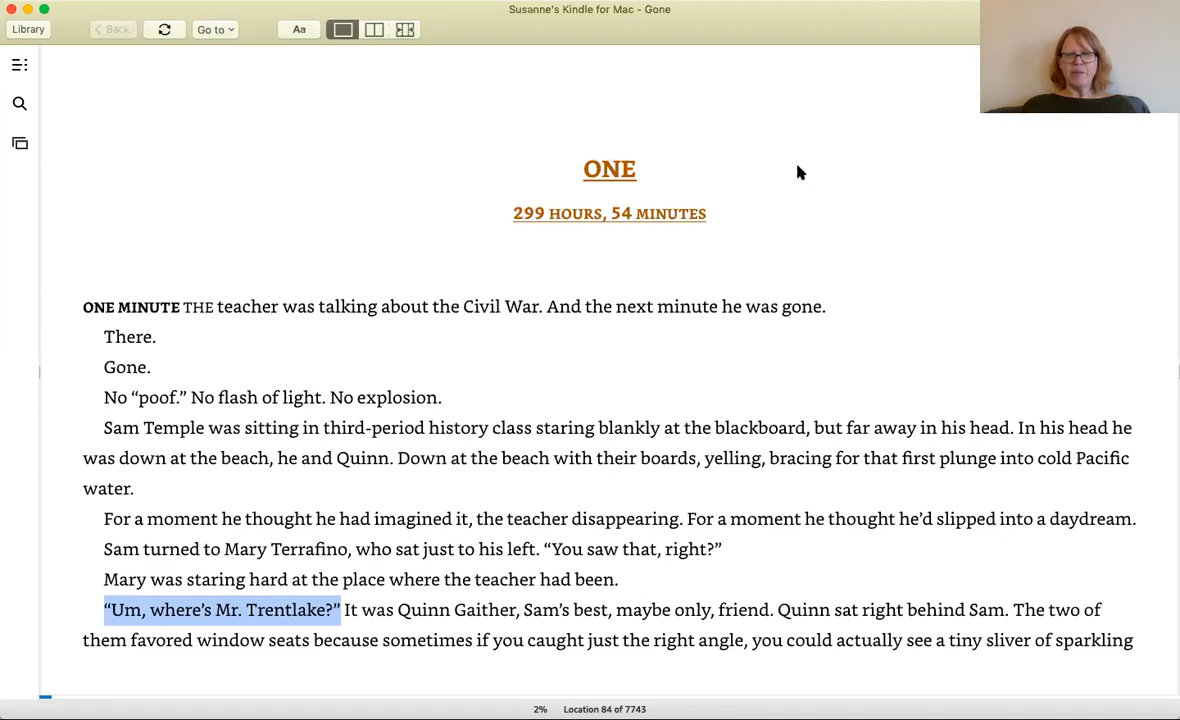 Susanne's Kindle for Mac - Gone
Library
Back
Go to
Aa
ONE
299 HOURS, 54 MINUTES
ONE MINUTE THE teacher was talking about the Civil War. And the next minute he was gone.
There.
Gone.
No “poof.” No flash of light. No explosion.
Sam Temple was sitting in third-period history class staring blankly at the blackboard, but far away in his head. In his head he
was down at the beach, he and Quinn. Down at the beach with their boards, yelling, bracing for that first plunge into cold Pacific
water.
For a moment he thought he had imagined it, the teacher disappearing. For a moment he thought he’d slipped into a daydream.
Sam turned to Mary Terrafino, who sat just to his left. “You saw that, right?”
Mary was staring hard at the place where the teacher had been.
“Um, where’s Mr. Trentlake?” It was Quinn Gaither, Sam’s best, maybe only, friend. Quinn sat right behind Sam. The two of
them favored window seats because sometimes if you caught just the right angle, you could actually see a tiny sliver of sparkling
2% Location 84 of 7743